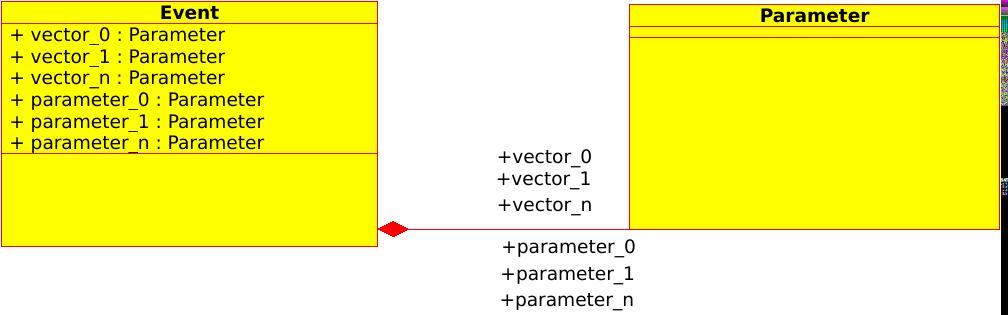 Event
+ vector_0 : Parameter
+ vector_1 : Parameter
+ vector_n : Parameter
+ parameter_0 : Parameter
+ parameter_1 : Parameter
+ parameter_n : Parameter
Parameter
+vector_0
+vector_1
+vector_n
+parameter_0
+parameter_1
+parameter_n